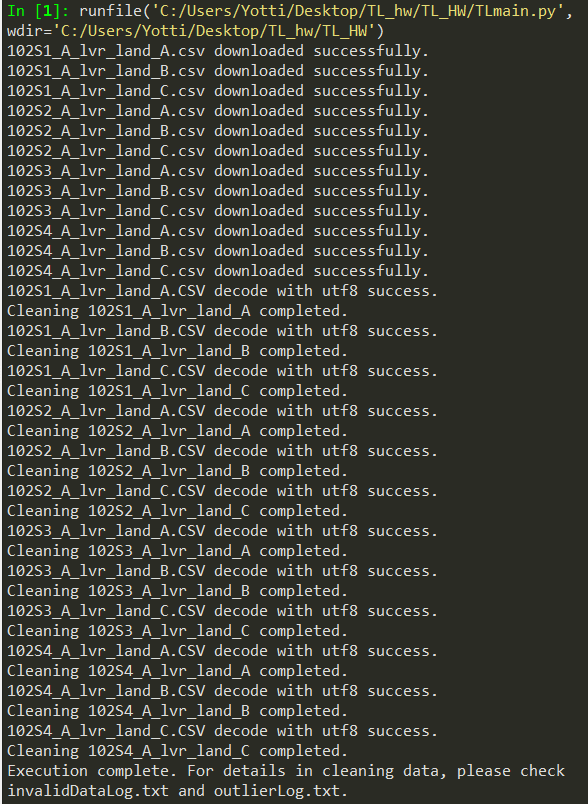 In [1]: runfile('C:/Users/Yotti/Desktop/TL_hw/TL_HW/TLmain.py',
wdir='C:/Users/Yotti/Desktop/TL_hw/TL_HW')
102S1_A_lvr_land_A.csv downloaded successfully.
102S1_A_lvr_land_B.csv downloaded successfully.
102S1_A_lvr_land_C.csv downloaded successfully.
102S2_A_lvr_land_A.csv downloaded successfully.
102S2_A_lvr_land_B.csv downloaded successfully.
102S2_A_lvr_land_C.csv downloaded successfully.
102S3_A_lvr_land_A.csv downloaded successfully.
102S3_A_lvr_land_B.csv downloaded successfully.
102S3_A_lvr_land_C.csv downloaded successfully.
102S4_A_lvr_land_A.csv downloaded successfully.
102S4_A_lvr_land_B.csv downloaded successfully.
102S4_A_lvr_land_C.csv downloaded successfully.
102S1_A_lvr_land_A.CSV decode with utf8 success.
Cleaning 102S1_A_lvr_land_A completed.
102S1_A_lvr_land_B.CSV decode with utf8 success.
Cleaning 102S1_A_lvr_land_B completed.
102S1_A_lvr_land_C.CSV decode with utf8 success.
Cleaning 102S1_A_lvr_land_C completed.
102S2_A_lvr_land_A.CSV decode with utf8 success.
Cleaning 102S2_A_lvr_land_A completed.
102S2_A_lvr_land_B.CSV decode with utf8 success.
Cleaning 102S2_A_lvr_land_B completed.
102S2_A_lvr_land_C.CSV decode with utf8 success.
Cleaning 102S2_A_lvr_land_C completed.
102S3_A_lvr_land_A.CSV decode with utf8 success.
Cleaning 102S3_A_lvr_land_A completed.
102S3_A_lvr_land_B.CSV decode with utf8 success.
Cleaning 102S3_A_lvr_land_B completed.
102S3_A_lvr_land_C.CSV decode with utf8 success.
Cleaning 102S3_A_lvr_land_C completed.
102S4_A_lvr_land_A.CSV decode with utf8 success.
Cleaning 102S4_A_lvr_land_A completed.
102S4_A_lvr_land_B.CSV decode with utf8 success.
Cleaning 102S4_A_lvr_land_B completed.
102S4_A_lvr_land_C.CSV decode with utf8 success.
Cleaning 102S4_A_lvr_land_C completed.
Execution complete. For details in cleaning data, please check
invalidDataLog.txt and outlierLog.txt.